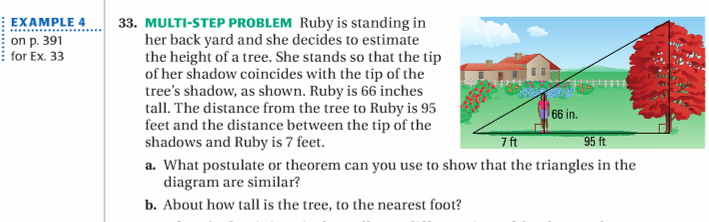 EXAMPLE 4
on p. 391
for Ex. 33
33. MULTI-STEP PROBLEM Ruby is standing in
her back yard and she decides to estimate
the height of a tree. She stands so that the tip
of her shadow coincides with the tip of the
tree's shadow, as shown. Ruby is 66 inches
tall. The distance from the tree to Ruby is 95
feet and the distance between the tip of the
shadows and Ruby is 7 feet.
66 in.
7 ft
95 ft
a. What postulate or theorem can you use to show that the triangles in the
diagram are similar?
b. About how tall is the tree, to the nearest foot?